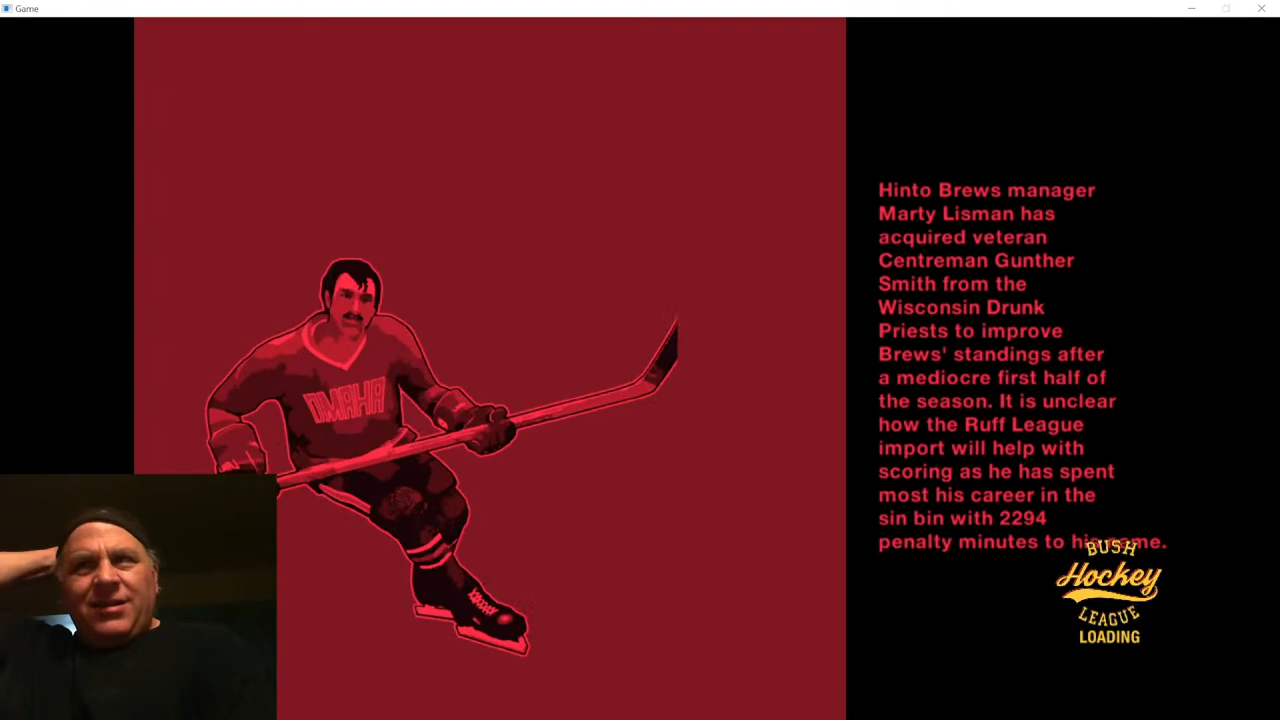 Game
OMAHA
Hinto Brews manager
Marty Lisman has
acquired veteran
Centreman Gunther
Smith from the
Wisconsin Drunk
Priests to improve
Brews' standings after
a mediocre first half of
the season. It is unclear
how the Ruff League
import will help with
scoring as he has spent
most his career in the
sin bin with 2294
penalty minutes to his name.
BUSH
Hockey
LEAGUE
LOADING